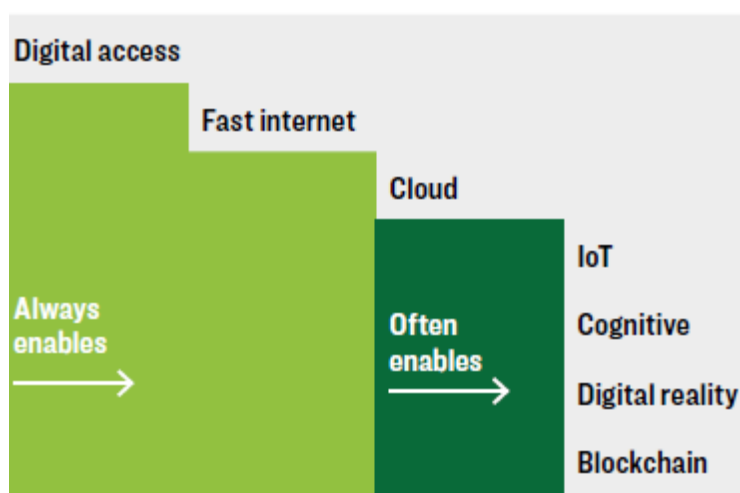 Digital access
Fast internet
Cloud
IoT
Always
enables
Often
enables
Cognitive
Digital reality
Blockchain